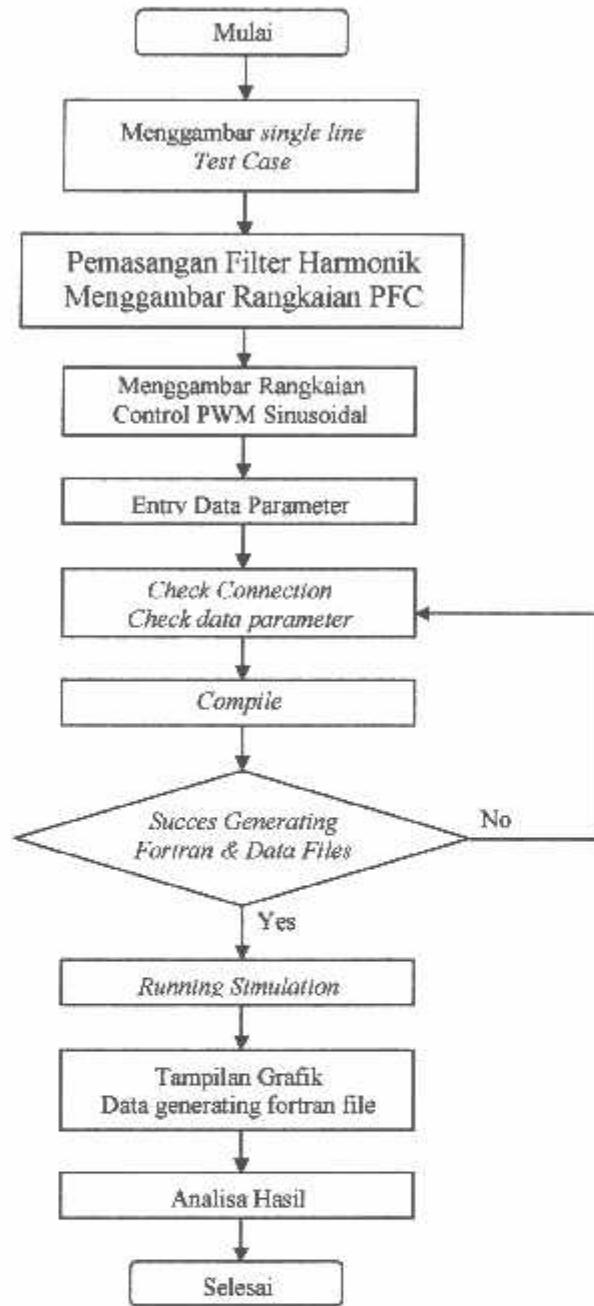 Mulai
Menggambar single line
Test Case
Pemasangan Filter Harmonik
Menggambar Rangkaian PFC
Menggambar Rangkaian
Control PWM Sinusoidal
Entry Data Parameter
Check Connection
Check data parameter
Compile
Succes Generating
Fortran & Data Files
No
Yes
Running Simulation
Tampilan Grafik
Data generating fortran file
Analisa Hasil
Selesai